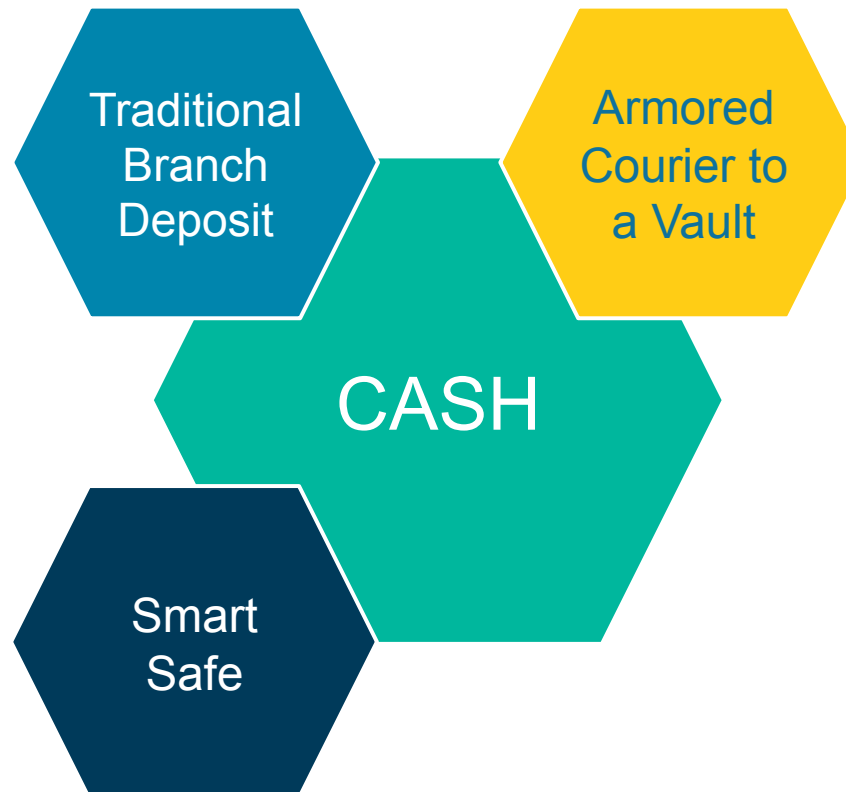 Traditional
Branch
Deposit
Armored
Courier to
a Vault
CASH
Smart
Safe